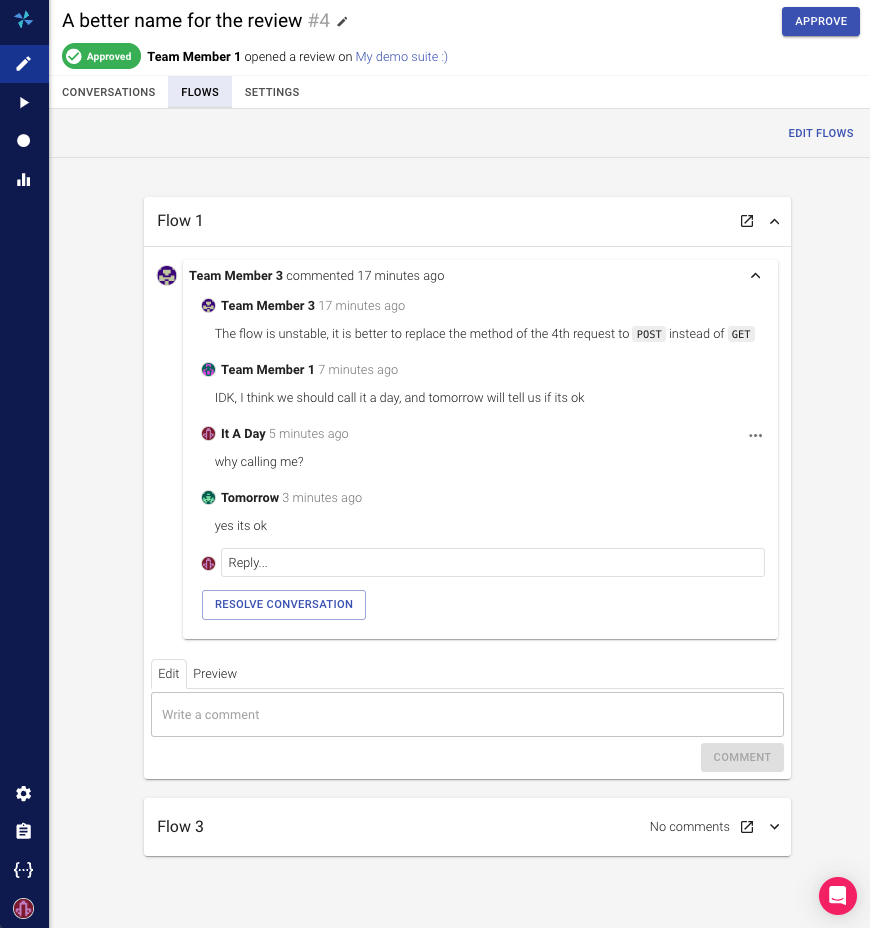 A better name for the review #4
APPROVE
Approved Team Member 1 opened a review on My demo suite :)
CONVERSATIONS FLOWS SETTINGS
EDIT FLOWS
Flow 1
Team Member 3 commented 17 minutes ago
Team Member 3 17 minutes ago
The flow is unstable, it is better to replace the method of the 4th request to POST instead of GET
Team Member 1 7 minutes ago
IDK, I think we should call it a day, and tomorrow will tell us if its ok
It A Day 5 minutes ago
why calling me?
Tomorrow 3 minutes ago
yes its ok
Reply...
RESOLVE CONVERSATION
Edit Preview
Write a comment
COMMENT
Flow 3 No comments